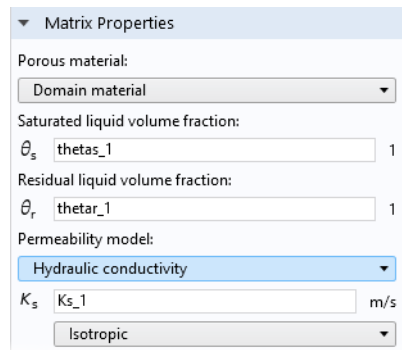 Matrix Properties
Porous material:
Domain material
Saturated liquid volume fraction:
θs thetas_1 1
Residual liquid volume fraction:
θr thetar_1 1
Permeability model:
Hydraulic conductivity
Ks Ks_1 m/s
Isotropic